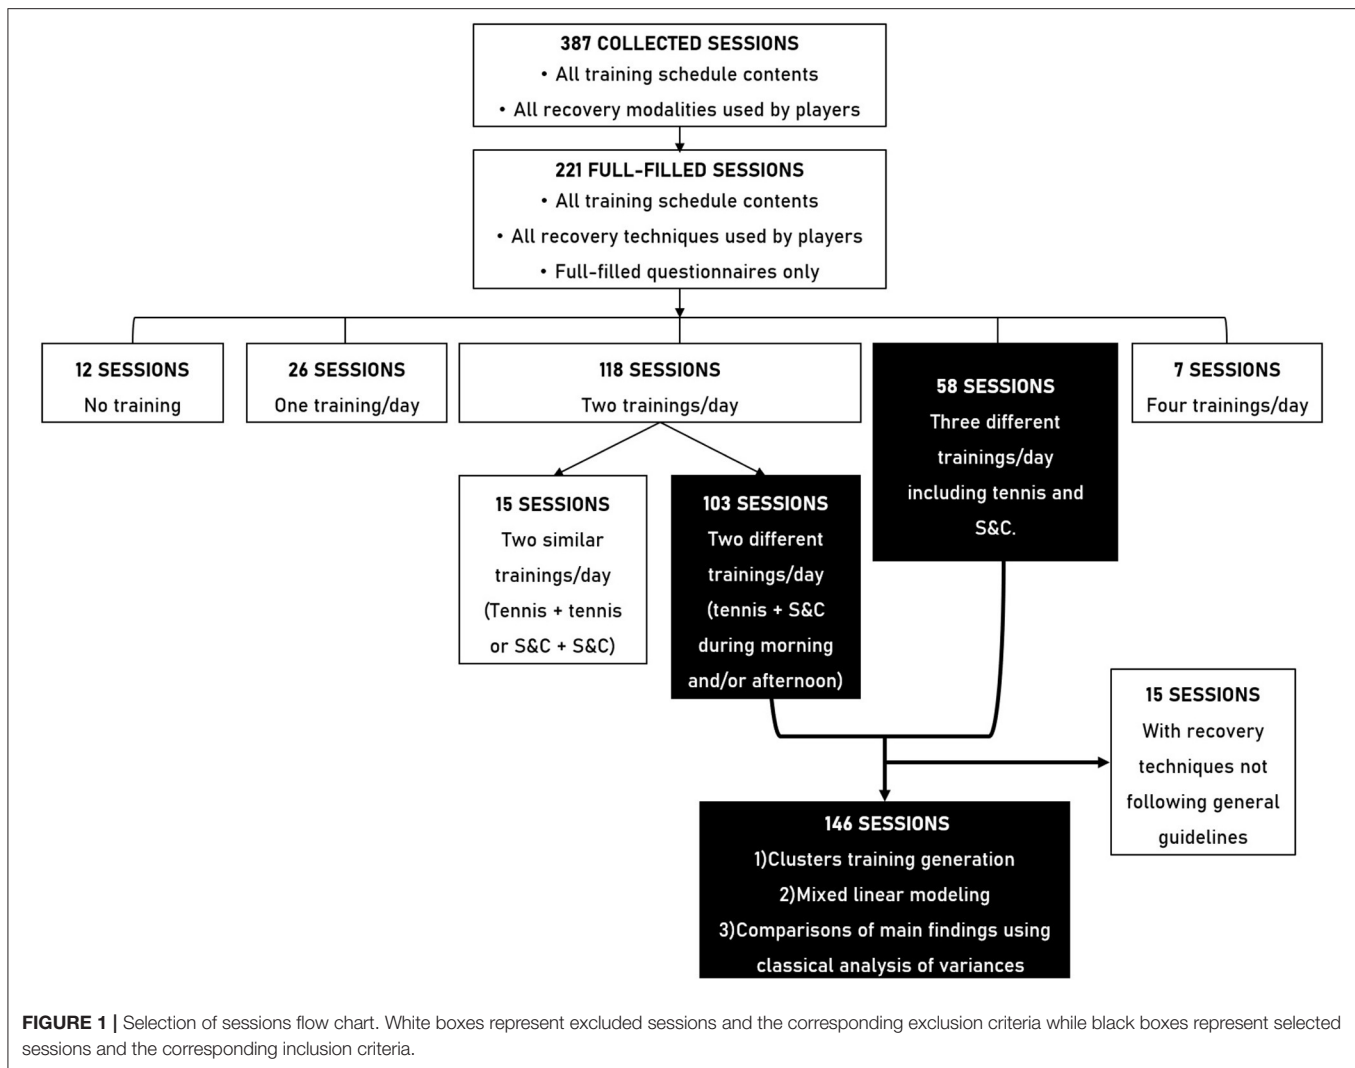 387 COLLECTED SESSIONS
• All training schedule contents
• All recovery modalities used by players
221 FULL-FILLED SESSIONS
• All training schedule contents
• All recovery techniques used by players
• Full-filled questionnaires only
12 SESSIONS
No training
26 SESSIONS
One training/day
118 SESSIONS
Two trainings/day
58 SESSIONS
Three different
trainings/day
including tennis and
S&C.
7 SESSIONS
Four trainings/day
15 SESSIONS
Two similar
trainings/day
(Tennis + tennis
or S&C + S&C)
103 SESSIONS
Two different
trainings/day
(tennis + S&C
during morning
and/or afternoon)
15 SESSIONS
With recovery
techniques not
following general
guidelines
146 SESSIONS
1)Clusters training generation
2)Mixed linear modeling
3)Comparisons of main findings using
classical analysis of variances
FIGURE 1 | Selection of sessions flow chart. White boxes represent excluded sessions and the corresponding exclusion criteria while black boxes represent selected
sessions and the corresponding inclusion criteria.